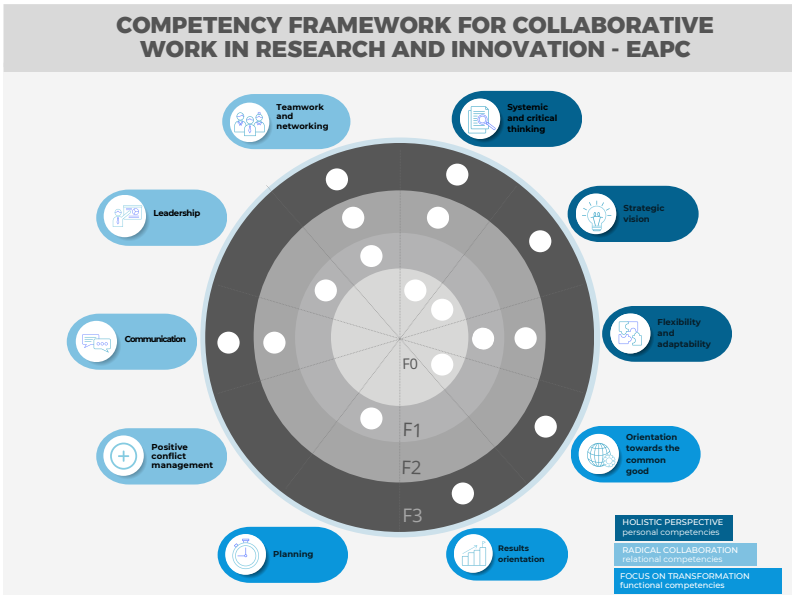 COMPETENCY FRAMEWORK FOR COLLABORATIVE
WORK IN RESEARCH AND INNOVATION - EAPC
Teamwork
and
networking
Systemic
and critical
thinking
Leadership
Strategic
vision
Communication
Flexibility
and
adaptability
F0
F1
F2
F3
Positive
conflict
management
Orientation
towards the
common
good
Planning
Results
orientation
HOLISTIC PERSPECTIVE
personal competencies
RADICAL COLLABORATION
relational competencies
FOCUS ON TRANSFORMATION
functional competencies